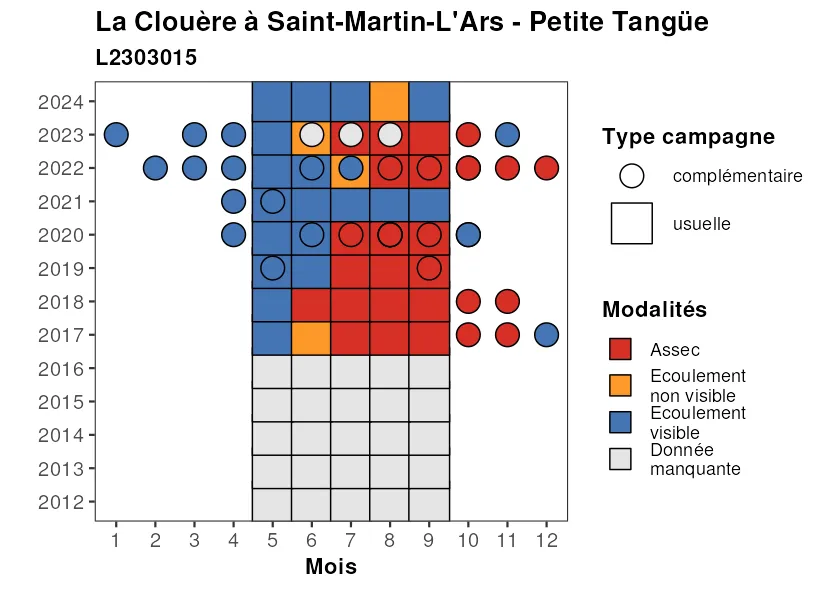 La Clouère à Saint-Martin-L'Ars - Petite Tangüe
L2303015
2024
2023
2022
2021
2020
2019
2018
2017
2016
2015
2014
2013
2012
1 2 3 4 5 6 7 8 9 10 11 12
Mois
Type campagne
complémentaire
usuelle
Modalités
Assec
Ecoulement
non visible
Ecoulement
visible
Donnée
manquante